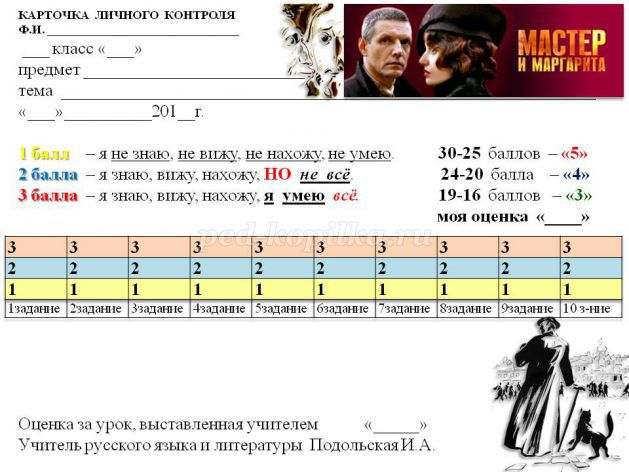 КАРТОЧКА ЛИЧНОГО КОНТРОЛЯ
Ф.И. ____________________________
___ класс «___»
предмет ____________________________
тема ____________________________
«___»__________201__г.
МАСТЕР
И МАРГАРИТА
1 балл – я не знаю, не вижу, не нахожу, не умею. 30-25 баллов – «5»
2 балла – я знаю, вижу, нахожу, НО не всё. 24-20 балла – «4»
3 балла – я знаю, вижу, нахожу, я умею всё. 19-16 баллов – «3»
моя оценка «____»
3 3 3 3 3 3 3 3 3 3
2 2 2 2 2 2 2 2 2 2
1 1 1 1 1 1 1 1 1 1
1задание 2задание 3задание 4задание 5задание 6задание 7задание 8задание 9задание 10 з-ние
ped-kopilka.ru
Оценка за урок, выставленная учителем «_____»
Учитель русского языка и литературы Подольская И.А.